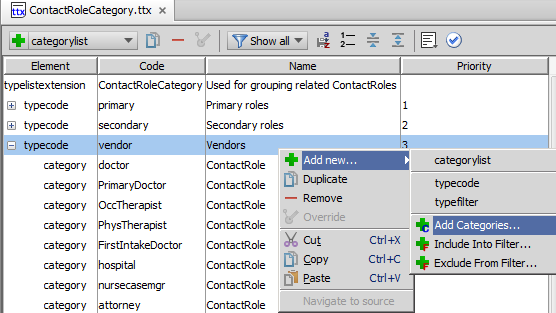 ttx ContactRoleCategory.ttx
categorylist Show all
Element Code Name Priority
typelistextension ContactRoleCategory Used for grouping related ContactRoles
typecode primary Primary roles 1
typecode secondary Secondary roles 2
typecode vendor Vendors 3
category doctor ContactRole
category PrimaryDoctor ContactRole
category OccTherapist ContactRole
category PhysTherapist ContactRole
category FirstIntakeDoctor ContactRole
category hospital ContactRole
category nursecasemgr ContactRole
category attorney ContactRole
Add new...
Duplicate
Remove
Override
Cut Ctrl+X
Copy Ctrl+C
Paste Ctrl+V
Navigate to source
categorylist
typecode
typefilter
Add Categories...
Include Into Filter...
Exclude From Filter...